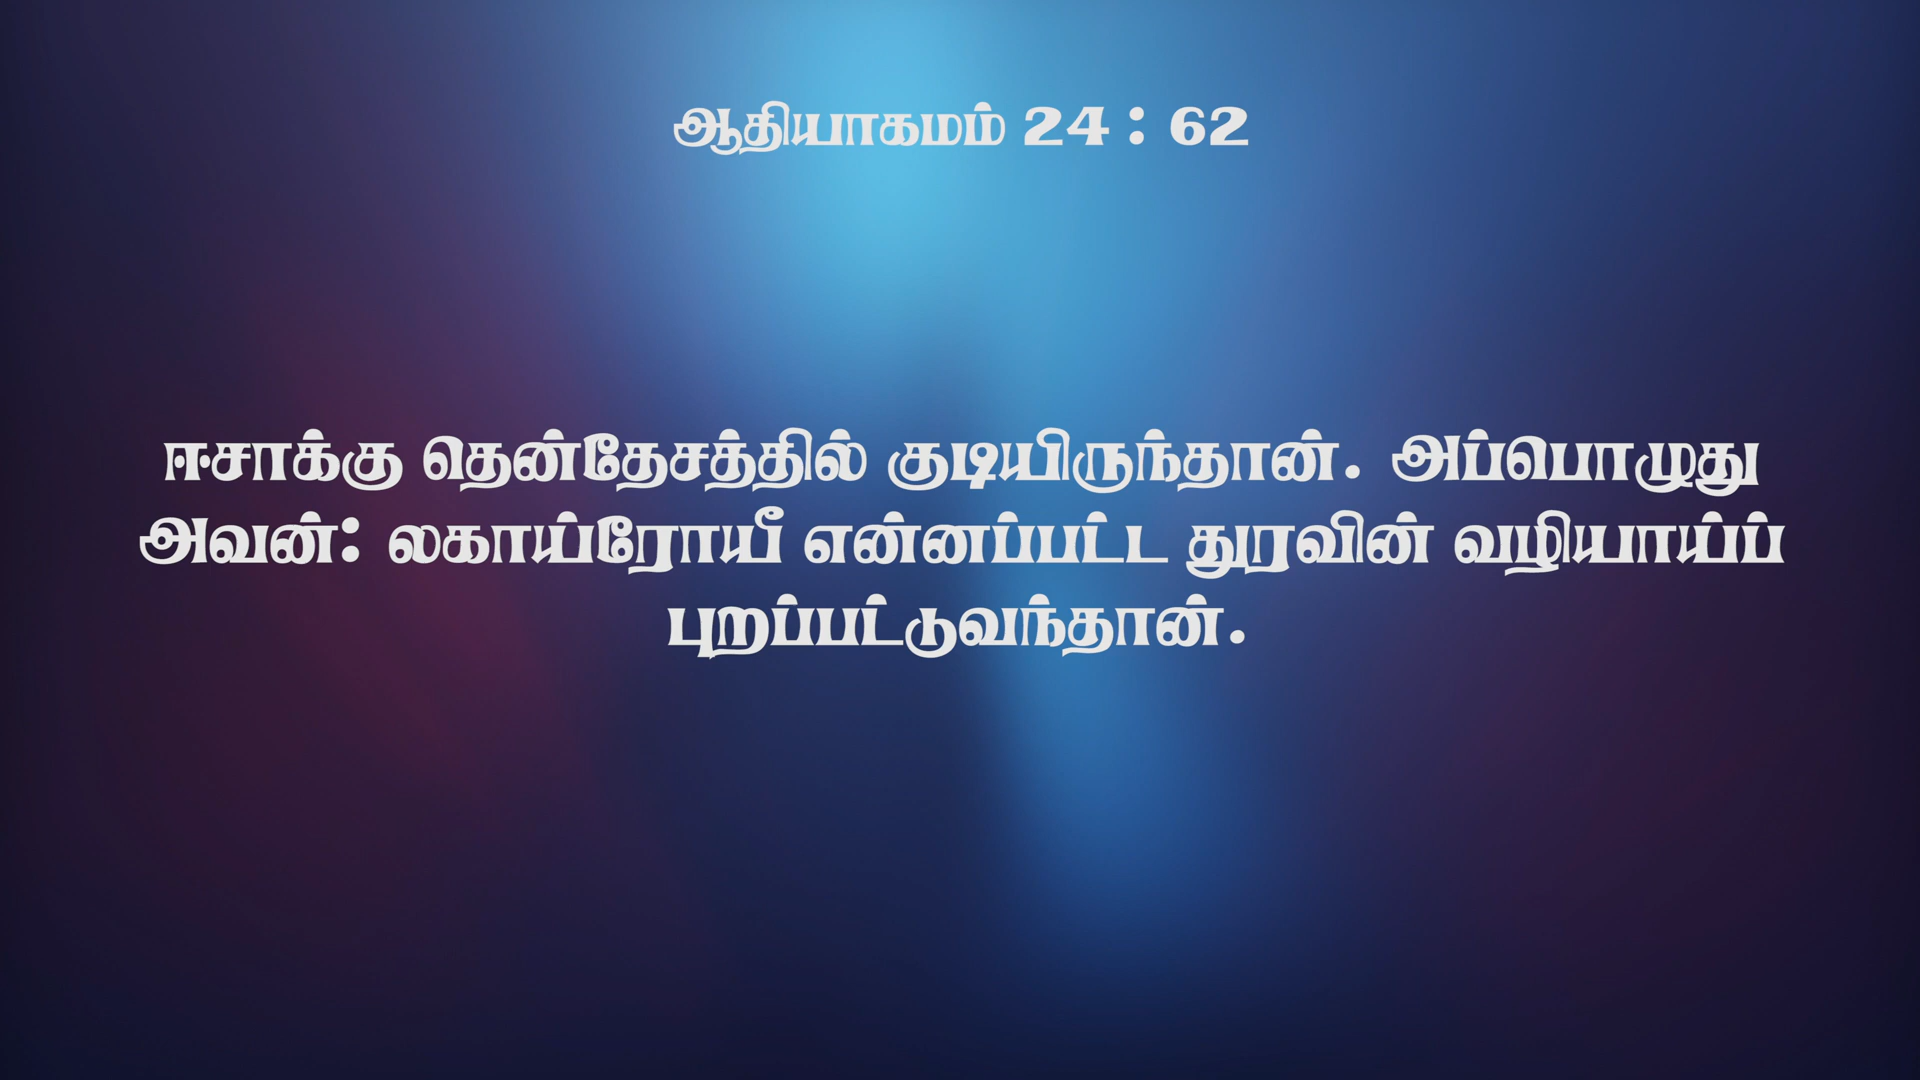 ஆதியாகமம் 24 : 62
ஈசாக்கு தென்தேசத்தில் குடியிருந்தான். அப்பொழுது
அவன்: லகாய்ரோயீ என்னப்பட்ட துரவின் வழியாய்ப்
புறப்பட்டுவந்தான்.